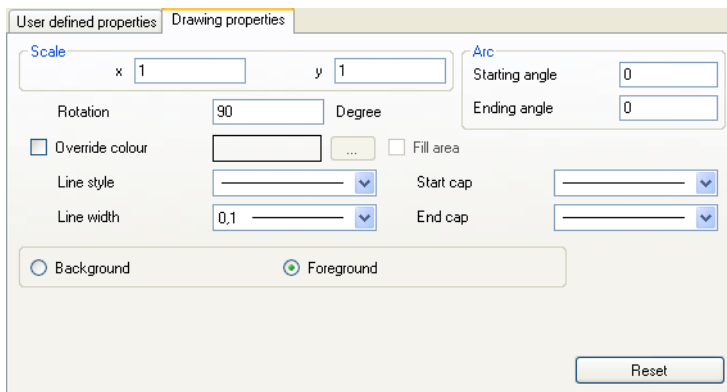 User defined properties Drawing properties
Scale Arc
x 1 y 1 Starting angle 0
Rotation 90 Degree Ending angle 0
Override colour ... Fill area
Line style Start cap
Line width 0,1 End cap
Background Foreground
Reset